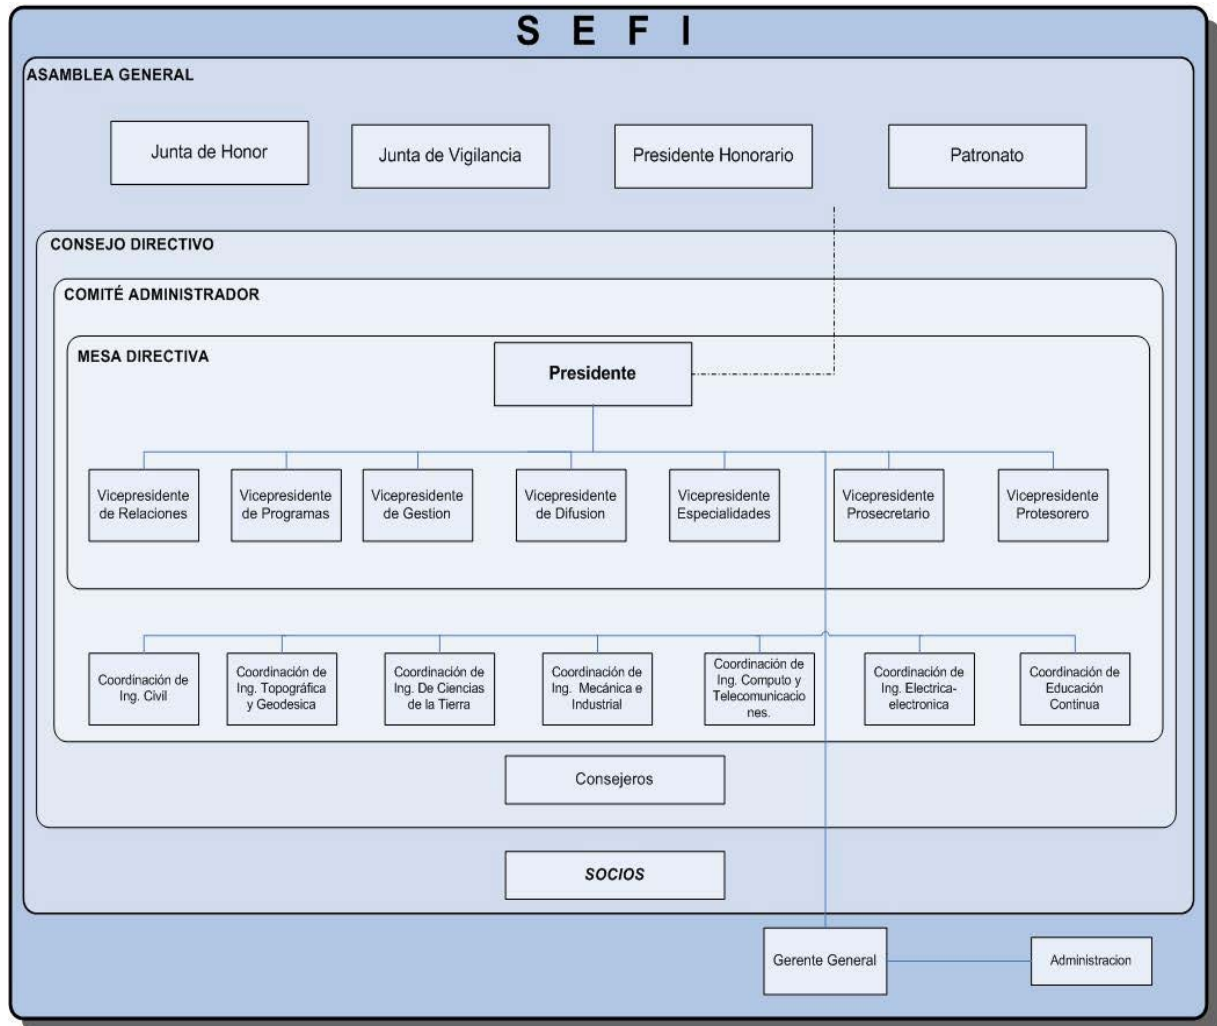 S E F I
ASAMBLEA GENERAL
Junta de Honor
Junta de Vigilancia
Presidente Honorario
Patronato
CONSEJO DIRECTIVO
COMITÉ ADMINISTRADOR
MESA DIRECTIVA
Presidente
Vicepresidente
de Relaciones
Vicepresidente
de Programas
Vicepresidente
de Gestion
Vicepresidente
de Difusion
Vicepresidente
Especialidades
Vicepresidente
Prosecretario
Vicepresidente
Protesorero
Coordinación de
Ing. Civil
Coordinación de
Ing. Topográfica
y Geodesica
Coordinación de
Ing. De Ciencias
de la Tierra
Coordinación de
Ing. Mecánica e
Industrial
Coordinación de
Ing. Computo y
Telecomunicacio
nes.
Coordinación de
Ing. Electrica-
electronica
Coordinación de
Educación
Continua
Consejeros
SOCIOS
Gerente General
Administracion